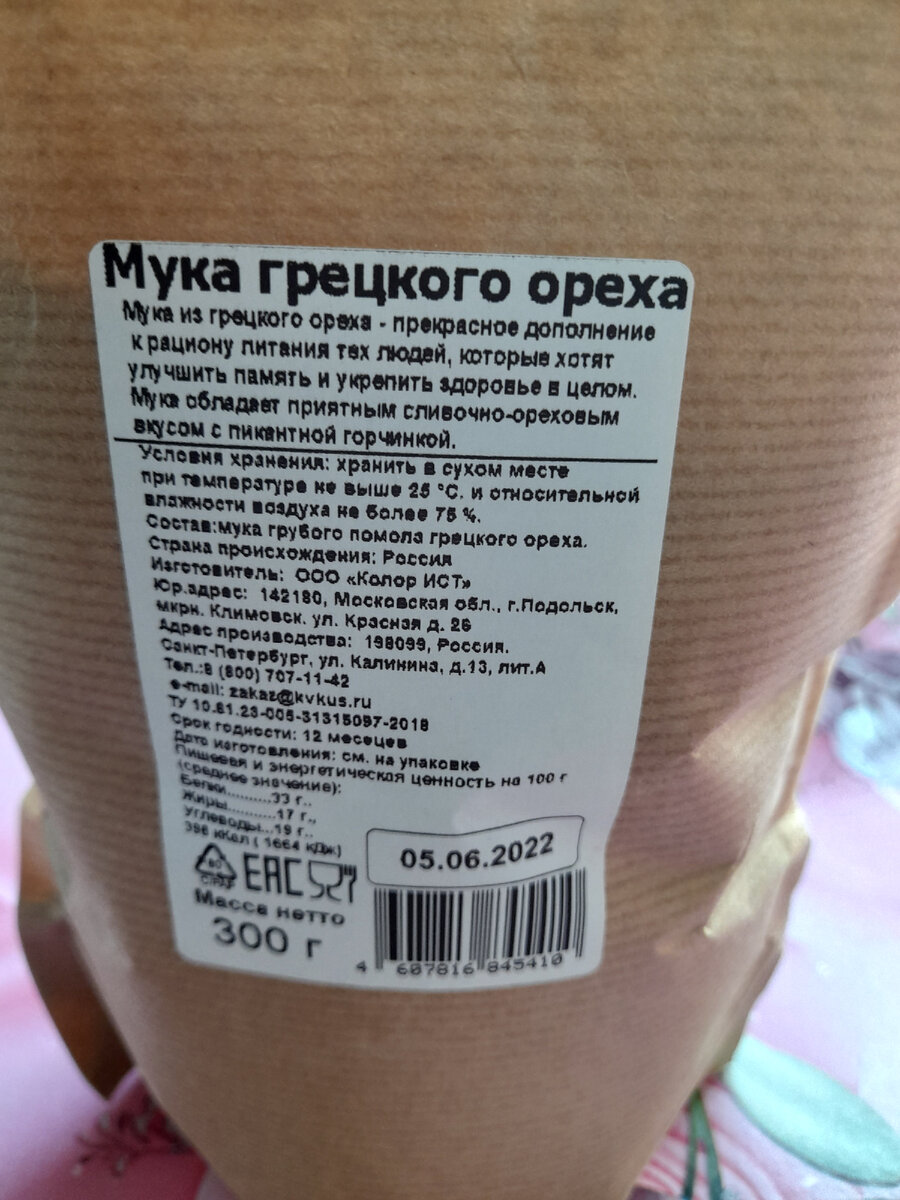 Мука грецкого ореха
Мука из грецкого ореха - прекрасное дополнение
к рациону питания тех людей, которые хотят
улучшить память и укрепить здоровье в целом.
Мука обладает приятным сливочно-ореховым
вкусом с пикантной горчинкой.
Условия хранения: хранить в сухом месте
при температуре не выше 25 °С. и относительной
влажности воздуха не более 75 %.
Состав:мука грубого помола грецкого ореха.
Страна происхождения: Россия
Изготовитель: ООО «Колор ИСТ»
Юр.адрес: 142180, Московская обл., г.Подольск,
мкрн. Климовск. ул. Красная д. 26
Адрес производства: 198099, Россия.
Санкт-Петербург, ул. Калинина, д.13, лит.А
Тел.:8 (800) 707-11-42
e-mail: zakaz@kvkus.ru
ТУ 10.61.23-005-31315097-2018
Срок годности: 12 месяцев
Дата изготовления: см. на упаковке
Пищевая и энергетическая ценность на 100 г
(среднее значение):
Белки..........33 г.,
Жиры...........17 г.,
Углеводы...19 г..
398 кКал ( 1664 кДж)
05.06.2022
EAC
Масса нетто
300 г
4 607816 845410